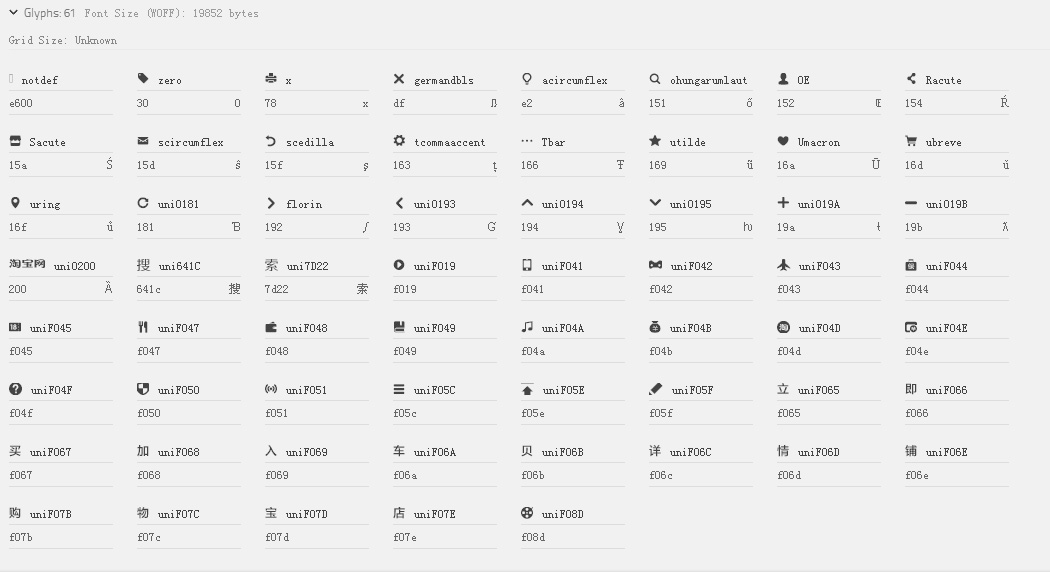 Glyphs: 61 Font Size (WOFF): 19852 bytes
Grid Size: Unknown
notdef zero x germandbls acircumflex ohungarumlaut OE Racute
e600 30 0 78 x df ß e2 â 151 ő 152 Œ 154 Ŕ
Sacute scircumflex scedilla tcommaaccent Tbar utilde Umacron ubreve
15a Ś 15d ŝ 15f ş 163 ţ 166 Ŧ 169 ũ 16a Ū 16d ŭ
uring uni0181 florin uni0193 uni0194 uni0195 uni019A uni019B
16f ů 181 Ɓ 192 ƒ 193 Ɠ 194 Ɣ 195 ƕ 19a ƚ 19b ƛ
淘宝网 uni0200 搜 uni641C 索 uni7D22 uniF019 uniF041 uniF042 uniF043 uniF044
200 Ȁ 641c 搜 7d22 索 f019 f041 f042 f043 f044
uniF045 uniF047 uniF048 uniF049 uniF04A uniF04B 淘 uniF04D uniF04E
f045 f047 f048 f049 f04a f04b f04d f04e
uniF04F uniF050 uniF051 uniF05C uniF05E uniF05F 立 uniF065 即 uniF066
f04f f050 f051 f05c f05e f05f f065 f066
买 uniF067 加 uniF068 入 uniF069 车 uniF06A 贝 uniF06B 详 uniF06C 情 uniF06D 铺 uniF06E
f067 f068 f069 f06a f06b f06c f06d f06e
购 uniF07B 物 uniF07C 宝 uniF07D 店 uniF07E uniF08D
f07b f07c f07d f07e f08d